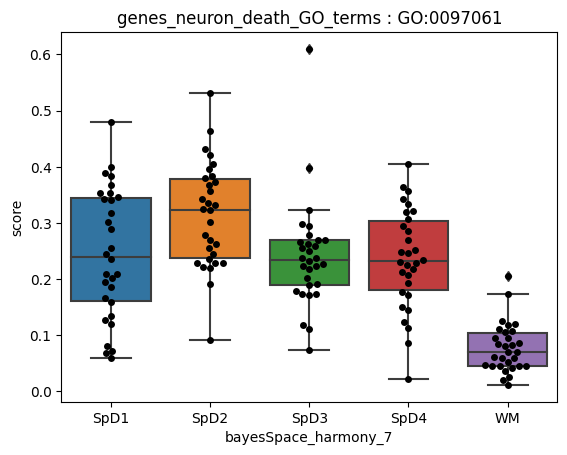 genes_neuron_death_GO_terms : GO:0097061
score
0.6
0.5
0.4
0.3
0.2
0.1
0.0
SpD1 SpD2 SpD3 SpD4 WM
bayesSpace_harmony_7